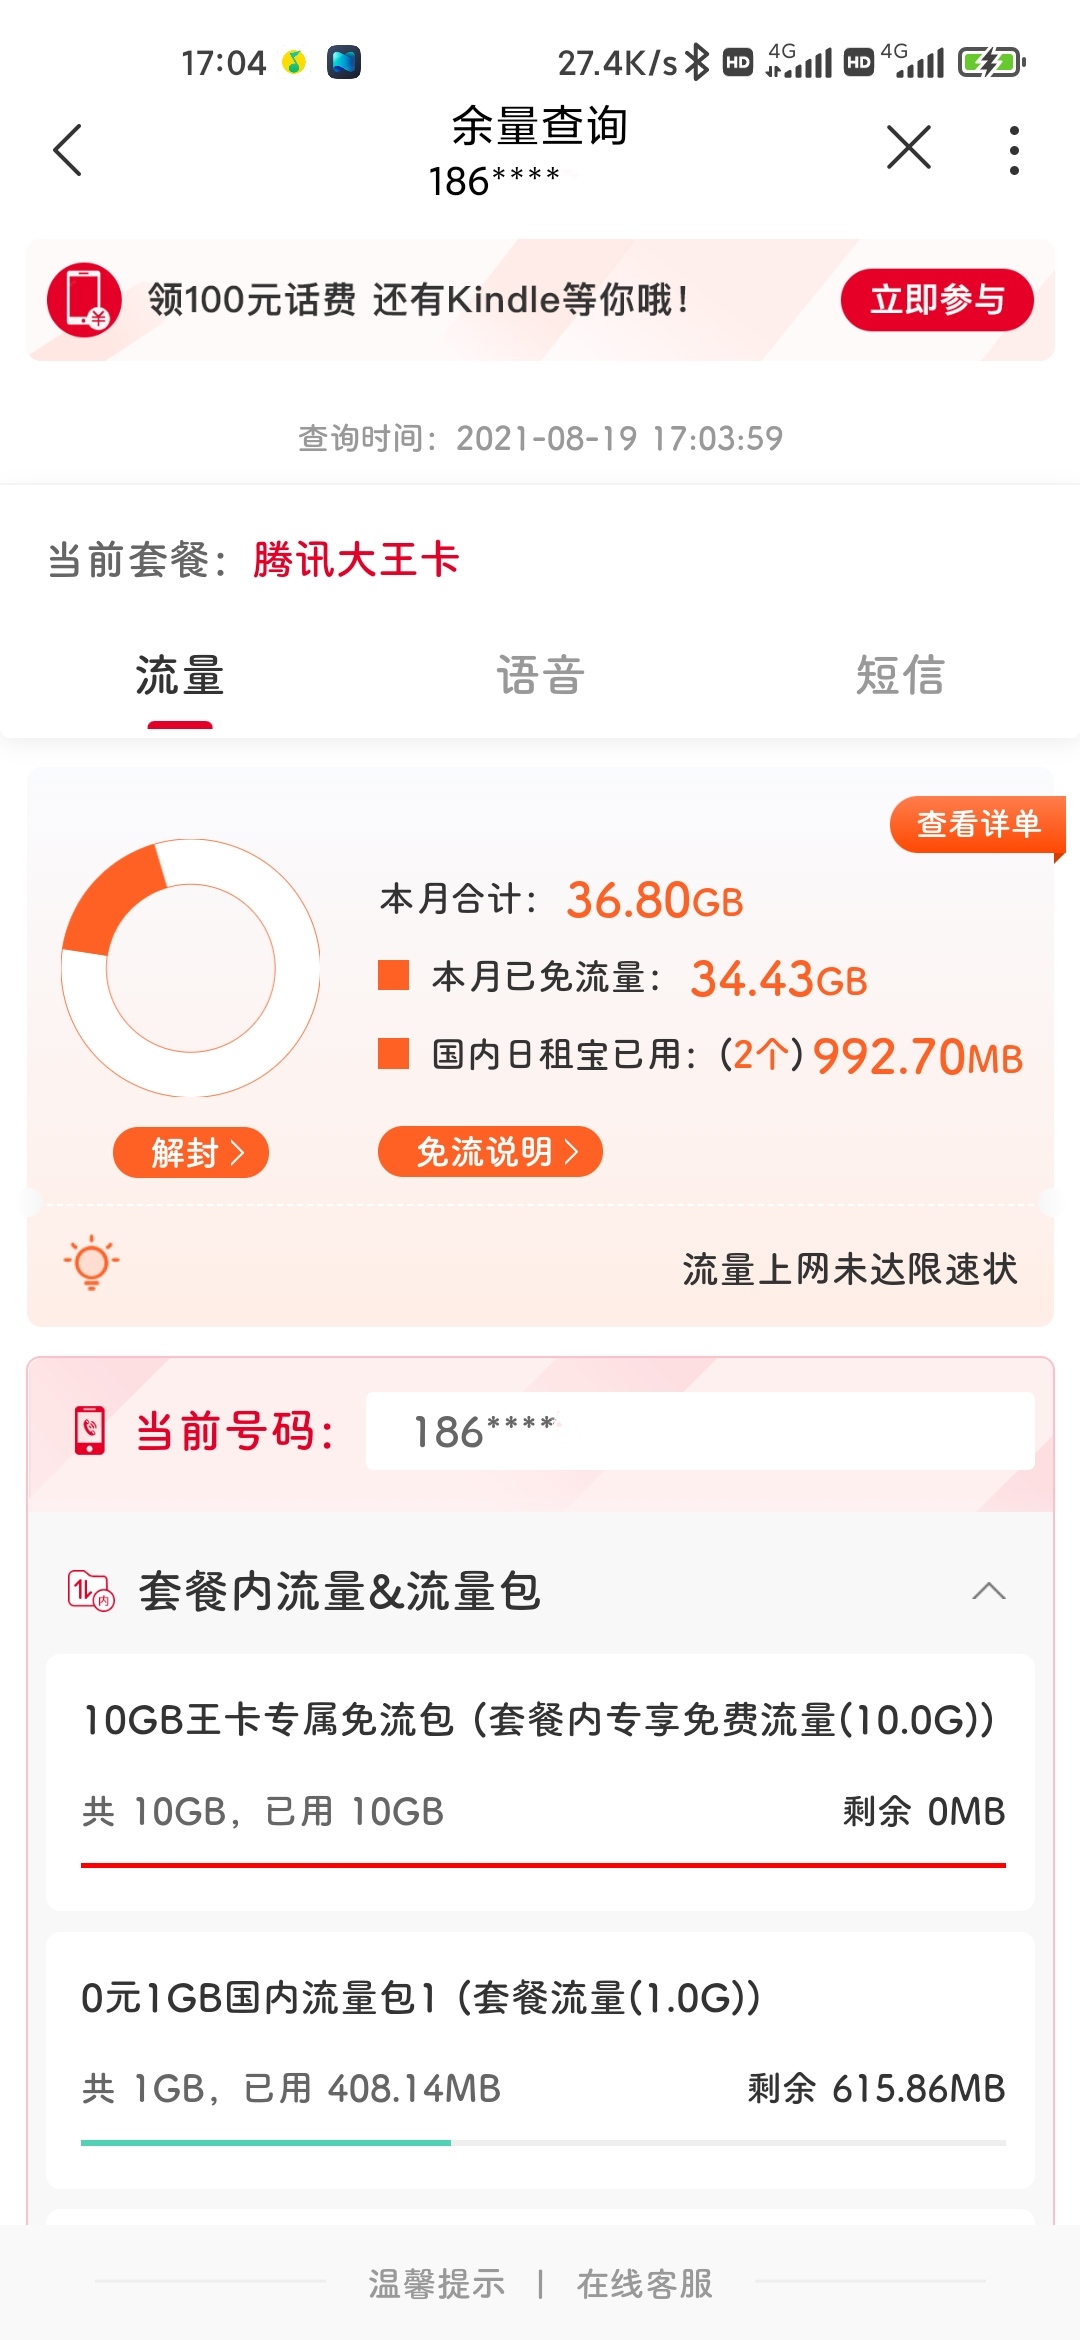 17:04 27.4K/s HD 4G HD 4G
余量查询
186****
领100元话费 还有Kindle等你哦! 立即参与
查询时间: 2021-08-19 17:03:59
当前套餐: 腾讯大王卡
流量 语音 短信
查看详单
本月合计: 36.80GB
本月已免流量: 34.43GB
国内日租宝已用: (2个) 992.70MB
解封 免流说明
流量上网未达限速状
当前号码: 186****
套餐内流量&流量包
10GB王卡专属免流包 (套餐内专享免费流量(10.0G))
共 10GB, 已用 10GB 剩余 0MB
0元1GB国内流量包1 (套餐流量(1.0G))
共 1GB, 已用 408.14MB 剩余 615.86MB
温馨提示 | 在线客服